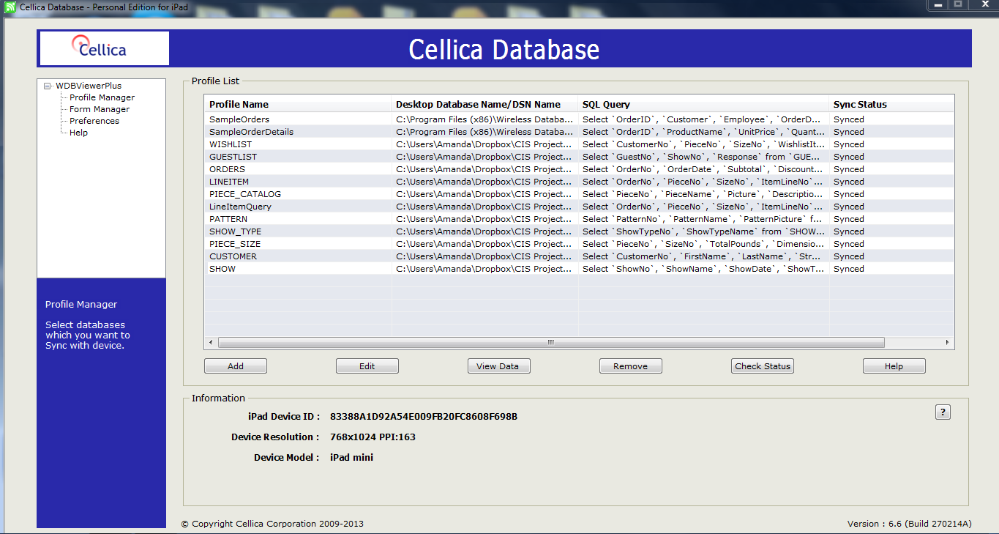 Cellica Database - Personal Edition for iPad
Cellica
Cellica Database
WDBViewerPlus
Profile Manager
Form Manager
Preferences
Help
Profile Manager
Select databases
which you want to
Sync with device.
Profile List
Profile Name Desktop Database Name/DSN Name SQL Query Sync Status
SampleOrders C:\Program Files (x86)\Wireless Databa... Select `OrderID`, `Customer`, `Employee`, `OrderD... Synced
SampleOrderDetails C:\Program Files (x86)\Wireless Databa... Select `OrderID`, `ProductName`, `UnitPrice`, `Quant... Synced
WISHLIST C:\Users\Amanda\Dropbox\CIS Project... Select `CustomerNo`, `PieceNo`, `SizeNo`, `WishlistIt... Synced
GUESTLIST C:\Users\Amanda\Dropbox\CIS Project... Select `GuestNo`, `ShowNo`, `Response` from `GUE... Synced
ORDERS C:\Users\Amanda\Dropbox\CIS Project... Select `OrderNo`, `OrderDate`, `Subtotal`, `Discount... Synced
LINEITEM C:\Users\Amanda\Dropbox\CIS Project... Select `OrderNo`, `PieceNo`, `SizeNo`, `ItemLineNo`... Synced
PIECE_CATALOG C:\Users\Amanda\Dropbox\CIS Project... Select `PieceNo`, `PieceName`, `Picture`, `Descriptio... Synced
LineItemQuery C:\Users\Amanda\Dropbox\CIS Project... Select `OrderNo`, `PieceNo`, `SizeNo`, `ItemLineNo`... Synced
PATTERN C:\Users\Amanda\Dropbox\CIS Project... Select `PatternNo`, `PatternName`, `PatternPicture` f... Synced
SHOW_TYPE C:\Users\Amanda\Dropbox\CIS Project... Select `ShowTypeNo`, `ShowTypeName` from `SHOW... Synced
PIECE_SIZE C:\Users\Amanda\Dropbox\CIS Project... Select `PieceNo`, `SizeNo`, `TotalPounds`, `Dimensio... Synced
CUSTOMER C:\Users\Amanda\Dropbox\CIS Project... Select `CustomerNo`, `FirstName`, `LastName`, `Str... Synced
SHOW C:\Users\Amanda\Dropbox\CIS Project... Select `ShowNo`, `ShowName`, `ShowDate`, `ShowT... Synced
Add Edit View Data Remove Check Status Help
Information
?
iPad Device ID : 83388A1D92A54E009FB20FC8608F698B
Device Resolution : 768x1024 PPI:163
Device Model : iPad mini
© Copyright Cellica Corporation 2009-2013
Version : 6.6 (Build 270214A)